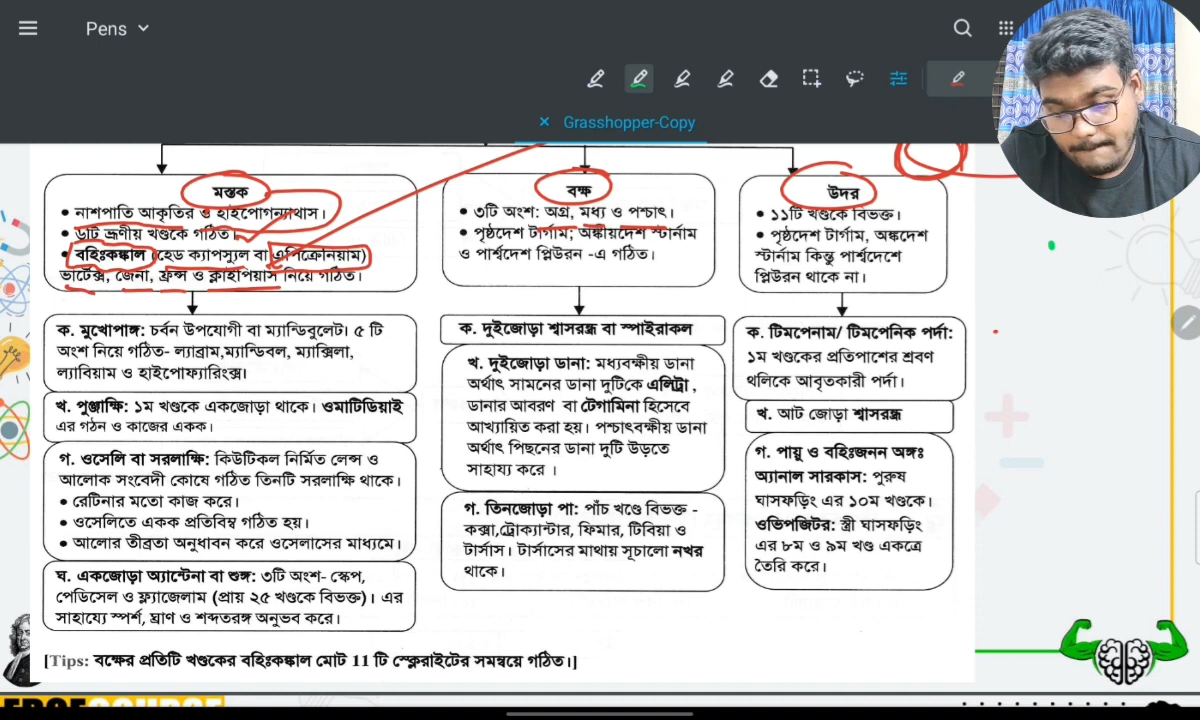 Pens
Grasshopper-Copy
মস্তক
• নাশপাতি আকৃতির ও হাইপোগন্যাথাস।
• ৬টি ভ্রূণীয় খণ্ডকে গঠিত।
• বহিঃকঙ্কাল (হেড ক্যাপস্যুল বা এপিক্রেনিয়াম)
ভার্টেক্স, জেনা, ফ্রন্স ও ক্লাইপিয়াস নিয়ে গঠিত।
ক. মুখোপাঙ্গ: চর্বন উপযোগী বা ম্যান্ডিবুলেট। ৫ টি
অংশ নিয়ে গঠিত- ল্যাব্রাম,ম্যান্ডিবল, ম্যাক্সিলা,
ল্যাবিয়াম ও হাইপোফ্যারিংক্স।
খ. পুঞ্জাক্ষি: ১ম খণ্ডকে একজোড়া থাকে। ওমাটিডিয়াই
এর গঠন ও কাজের একক।
গ. ওসেলি বা সরলাক্ষি: কিউটিকল নির্মিত লেন্স ও
আলোক সংবেদী কোষে গঠিত তিনটি সরলাক্ষি থাকে।
• রেটিনার মতো কাজ করে।
• ওসেলিতে একক প্রতিবিম্ব গঠিত হয়।
• আলোর তীব্রতা অনুধাবন করে ওসেলাসের মাধ্যমে।
ঘ. একজোড়া অ্যান্টেনা বা শুঙ্গ: ৩টি অংশ- স্কেপ,
পেডিসেল ও ফ্ল্যাজেলাম (প্রায় ২৫ খণ্ডকে বিভক্ত)। এর
সাহায্যে স্পর্শ, ঘ্রাণ ও শব্দতরঙ্গ অনুভব করে।
বক্ষ
• ৩টি অংশ: অগ্র, মধ্য ও পশ্চাৎ।
• পৃষ্ঠদেশ টার্গাম; অঙ্কীয়দেশ স্টার্নাম
ও পার্শ্বদেশ প্লিউরন -এ গঠিত।
ক. দুইজোড়া শ্বাসরন্ধ্র বা স্পাইরাকল
খ. দুইজোড়া ডানা: মধ্যবক্ষীয় ডানা
অর্থাৎ সামনের ডানা দুটিকে এলিট্রা,
ডানার আবরণ বা টেগমিনা হিসেবে
আখ্যায়িত করা হয়। পশ্চাৎবক্ষীয় ডানা
অর্থাৎ পিছনের ডানা দুটি উড়তে
সাহায্য করে।
গ. তিনজোড়া পা: পাঁচ খণ্ডে বিভক্ত -
কক্সা,ট্রোক্যান্টার, ফিমার, টিবিয়া ও
টার্সাস। টার্সাসের মাথায় সূচালো নখর
থাকে।
উদর
• ১১টি খণ্ডকে বিভক্ত।
• পৃষ্ঠদেশ টার্গাম, অঙ্কদেশ
স্টার্নাম কিন্তু পার্শ্বদেশে
প্লিউরন থাকে না।
ক. টিমপেনাম/ টিমপেনিক পর্দা:
১ম খণ্ডকের প্রতিপাশের শ্রবণ
থলিকে আবৃতকারী পর্দা।
খ. আট জোড়া শ্বাসরন্ধ্র
গ. পায়ু ও বহিঃজনন অঙ্গঃ
অ্যানাল সারকাস: পুরুষ
ঘাসফড়িং এর ১০ম খণ্ডকে।
ওভিপজিটর: স্ত্রী ঘাসফড়িং
এর ৮ম ও ৯ম খণ্ড একত্রে
তৈরি করে।
[Tips: বক্ষের প্রতিটি খণ্ডকের বহিঃকঙ্কাল মোট 11 টি স্ক্লেরাইটের সমন্বয়ে গঠিত।]